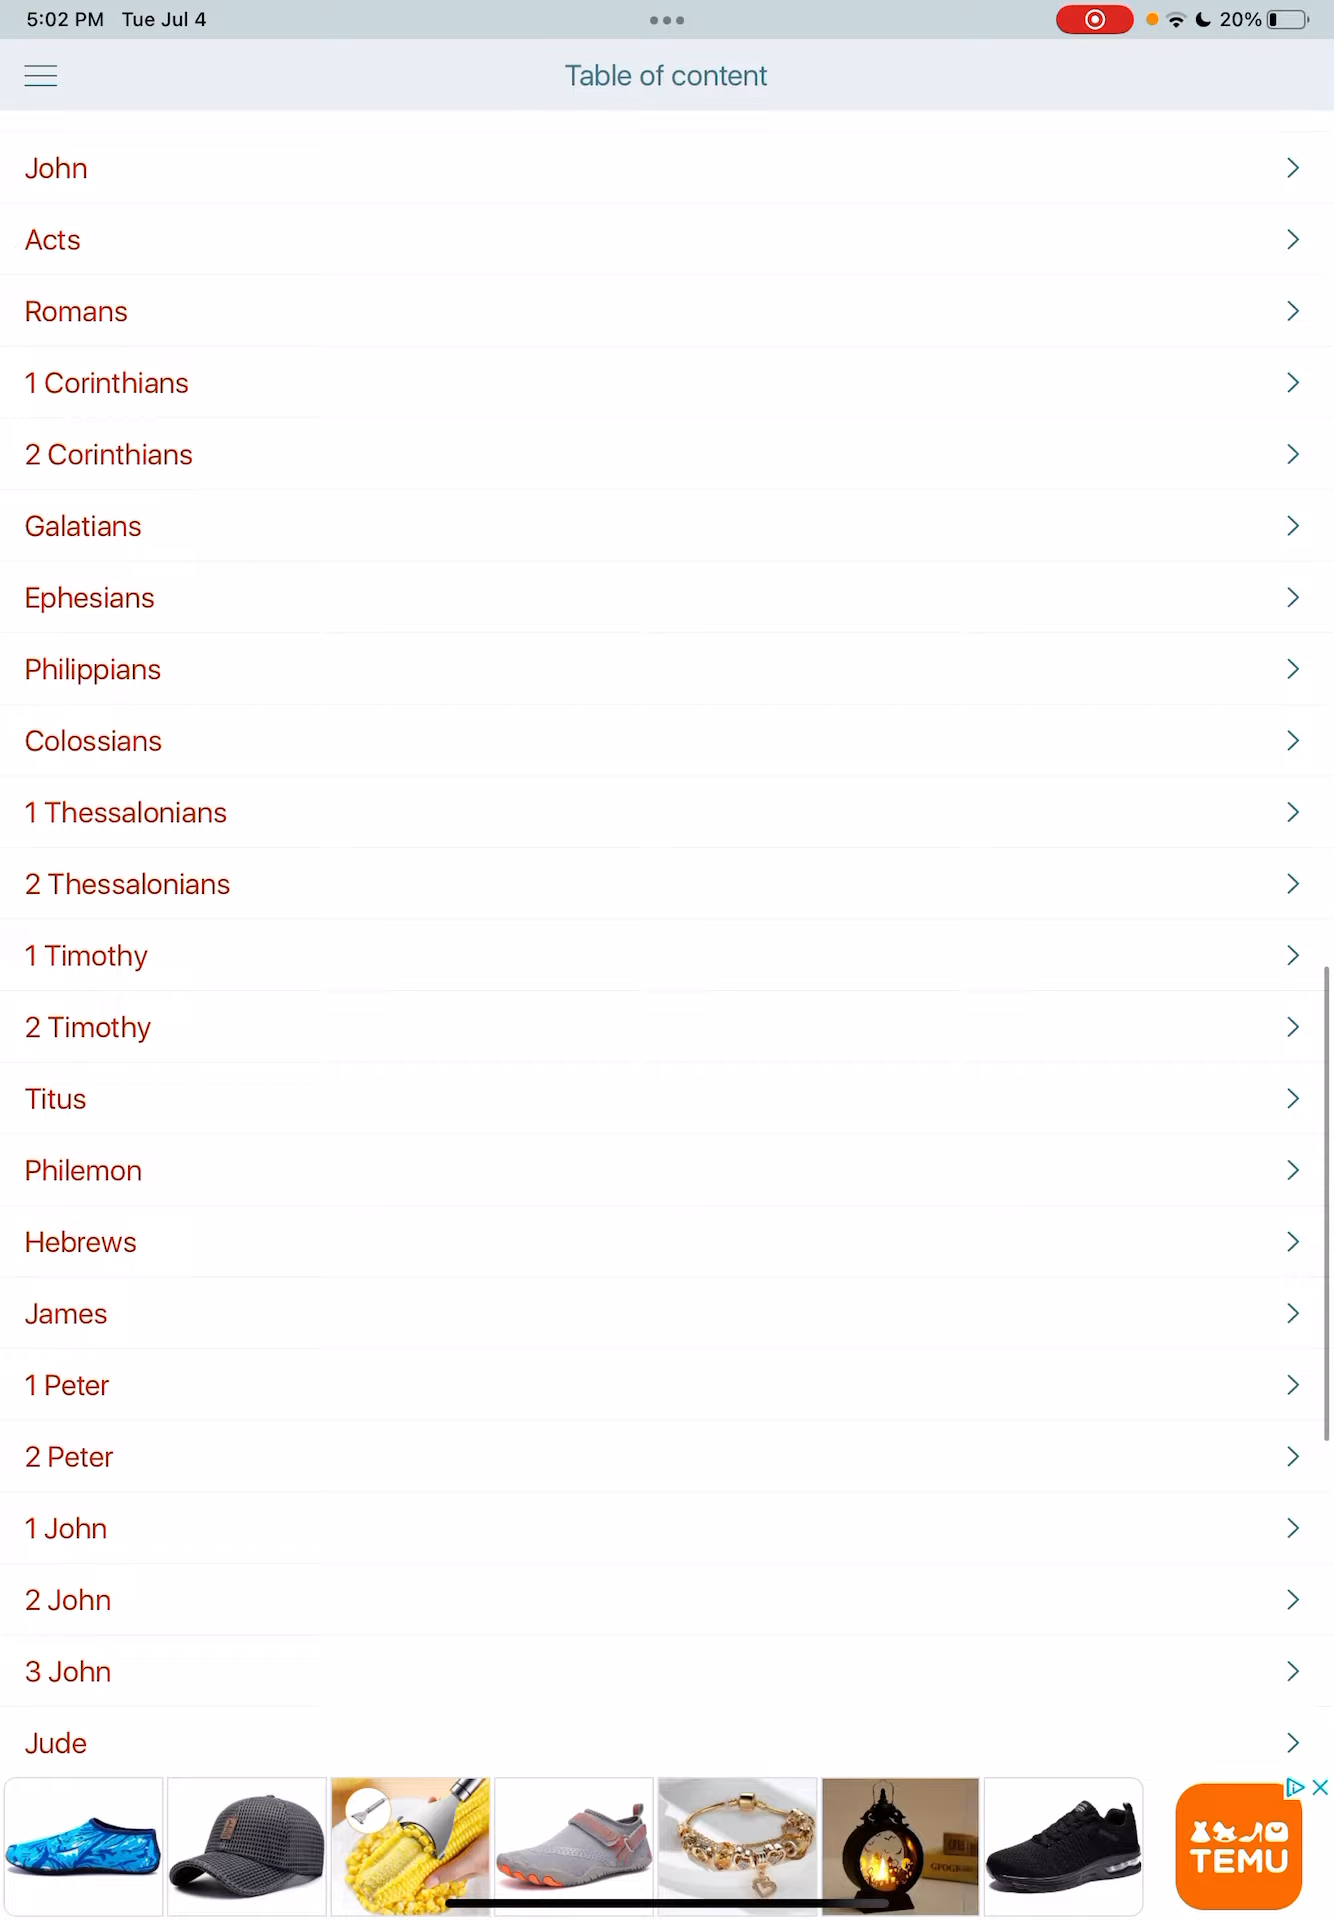 5:02 PM Tue Jul 4
20%
Table of content
John
Acts
Romans
1 Corinthians
2 Corinthians
Galatians
Ephesians
Philippians
Colossians
1 Thessalonians
2 Thessalonians
1 Timothy
2 Timothy
Titus
Philemon
Hebrews
James
1 Peter
2 Peter
1 John
2 John
3 John
Jude
TEMU